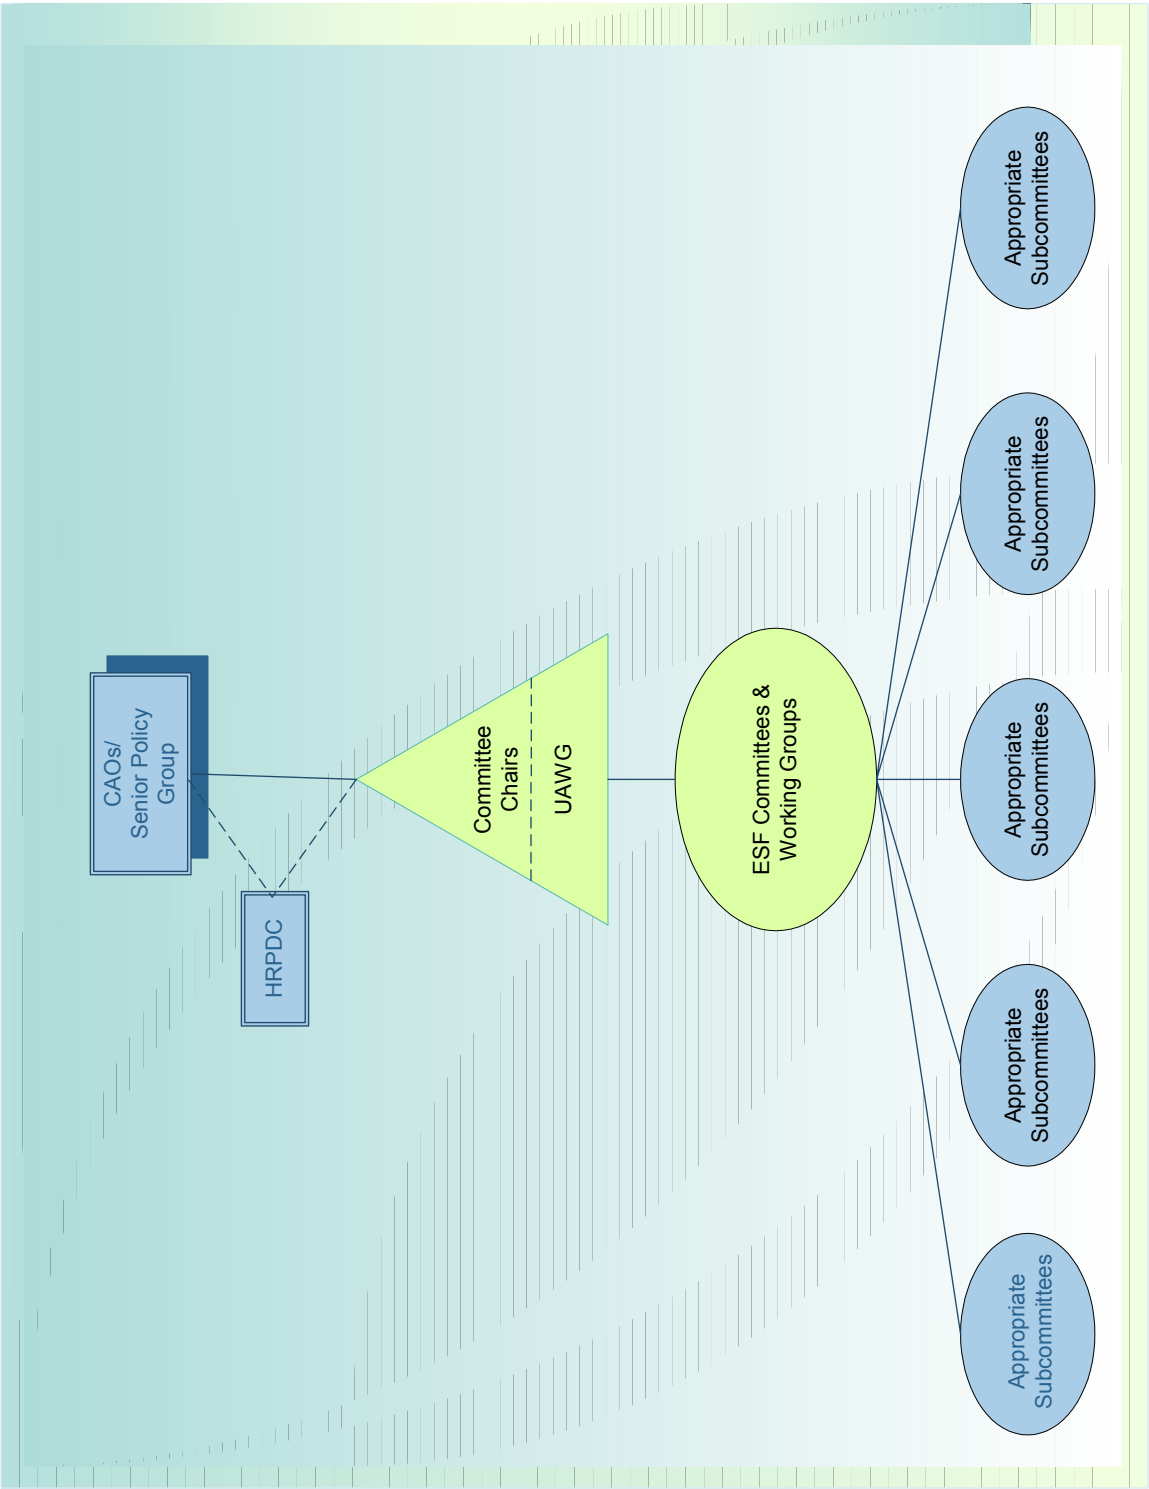 CAOs/
Senior Policy
Group
HRPDC
Committee
Chairs
UAWG
ESF Committees &
Working Groups
Appropriate
Subcommittees
Appropriate
Subcommittees
Appropriate
Subcommittees
Appropriate
Subcommittees
Appropriate
Subcommittees